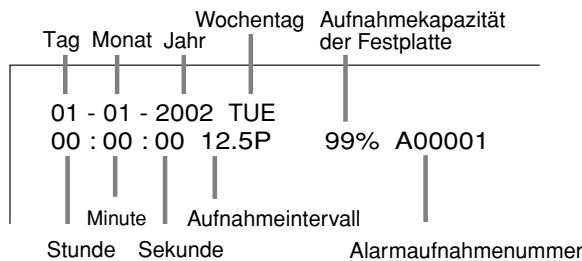 Wochentag Aufnahmekapazität
Tag Monat Jahr der Festplatte
01 - 01 - 2002 TUE
00 : 00 : 00 12.5P 99% A00001
Minute Aufnahmeintervall
Stunde Sekunde Alarmaufnahmenummer